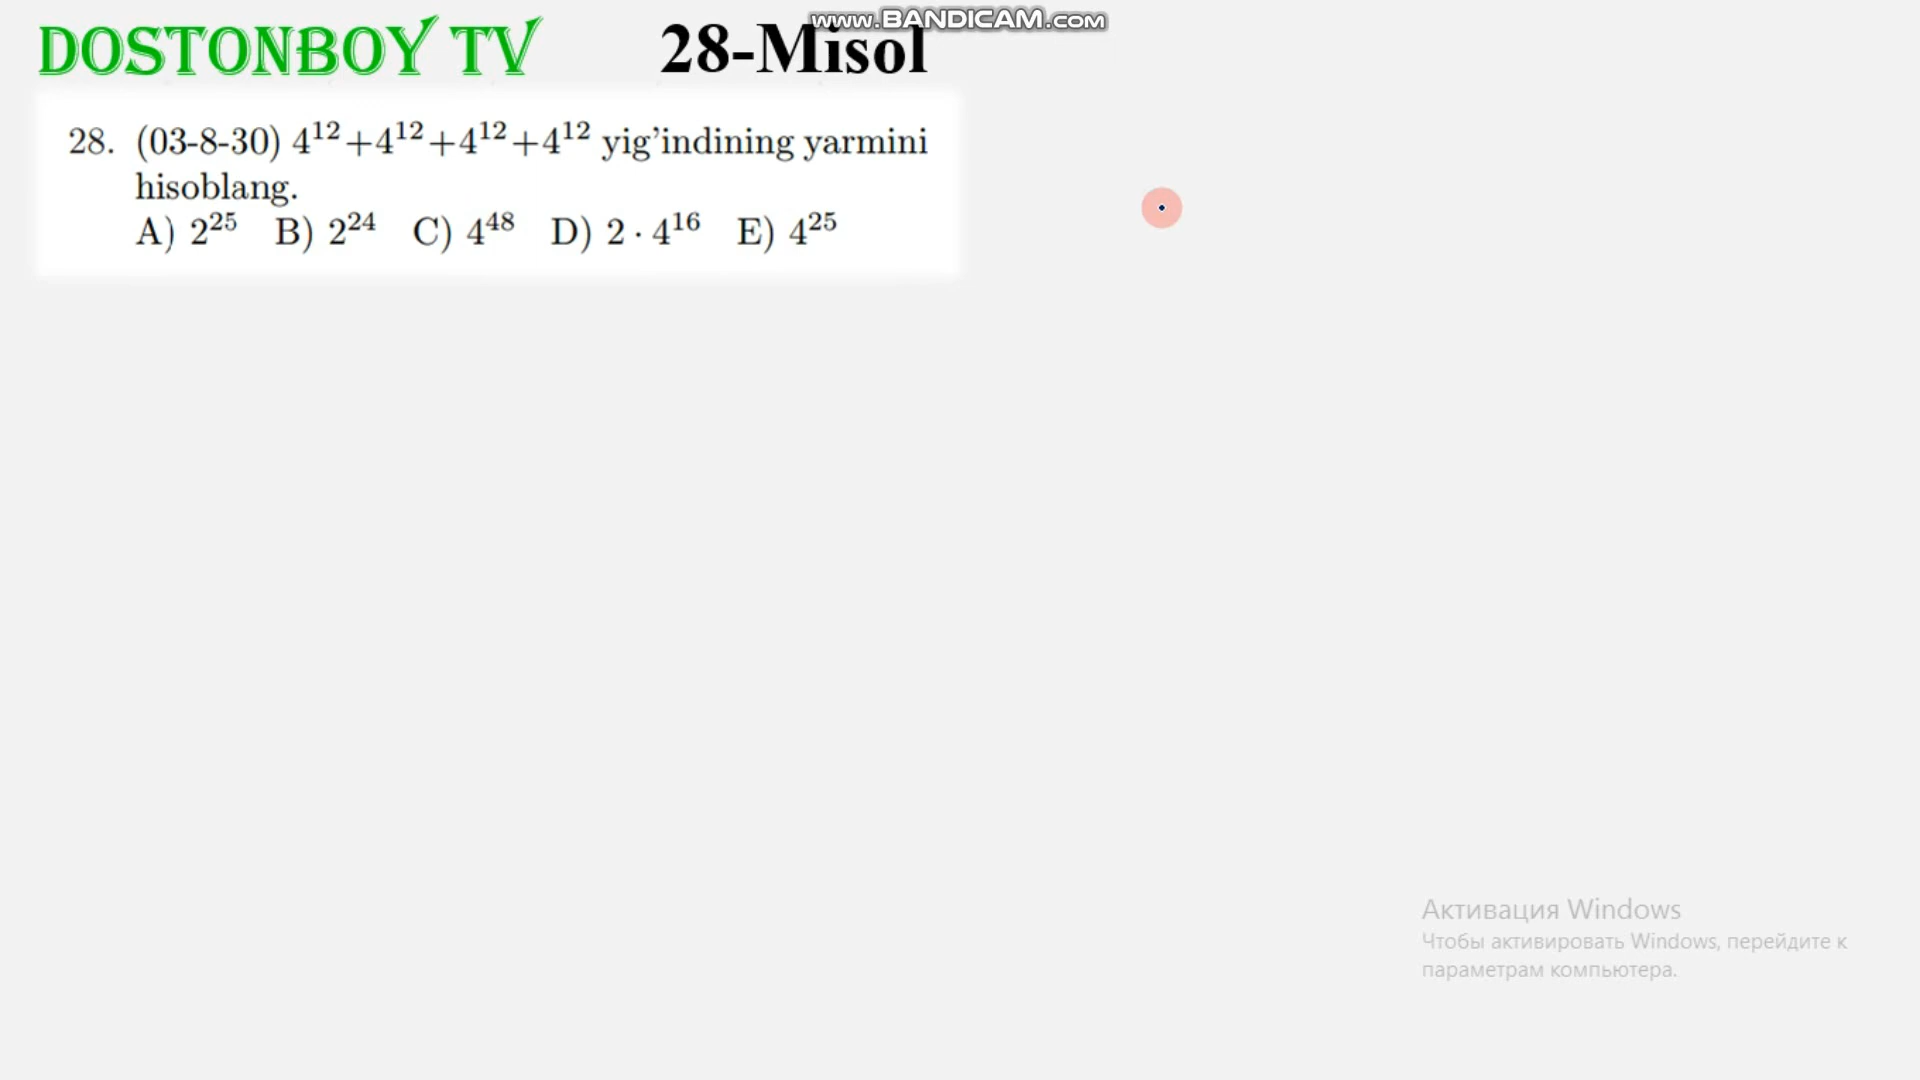 www.BANDICAM.com
DOSTONBOY TV 28-Misol
28. (03-8-30) 4¹²+4¹²+4¹²+4¹² yig’indining yarmini
hisoblang.
A) 2²⁵ B) 2²⁴ C) 4⁴⁸ D) 2 · 4¹⁶ E) 4²⁵
Активация Windows
Чтобы активировать Windows, перейдите к
параметрам компьютера.